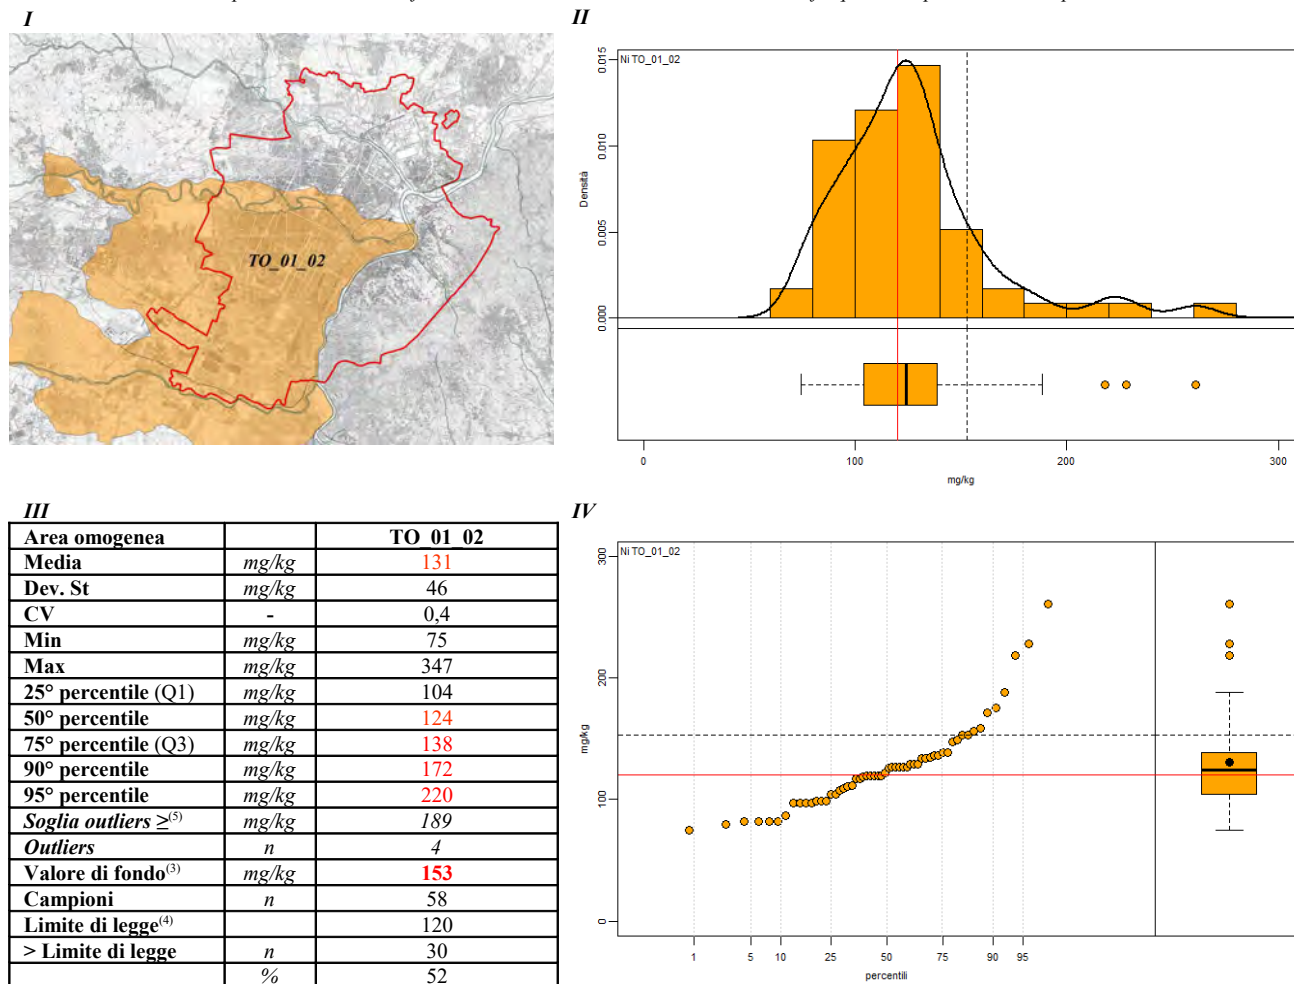 I
II
TO_01_02
Ni TO_01_02
Densità
0.000
0.005
0.010
0.015
0
100
200
300
mg/kg
III
Area omogenea TO_01_02
Media mg/kg 131
Dev. St mg/kg 46
CV - 0,4
Min mg/kg 75
Max mg/kg 347
25° percentile (Q1) mg/kg 104
50° percentile mg/kg 124
75° percentile (Q3) mg/kg 138
90° percentile mg/kg 172
95° percentile mg/kg 220
Soglia outliers ≥(5) mg/kg 189
Outliers n 4
Valore di fondo(3) mg/kg 153
Campioni n 58
Limite di legge(4) 120
> Limite di legge n 30
% 52
IV
Ni TO_01_02
mg/kg
0
100
200
300
1
5
10
25
50
75
90
95
percentili